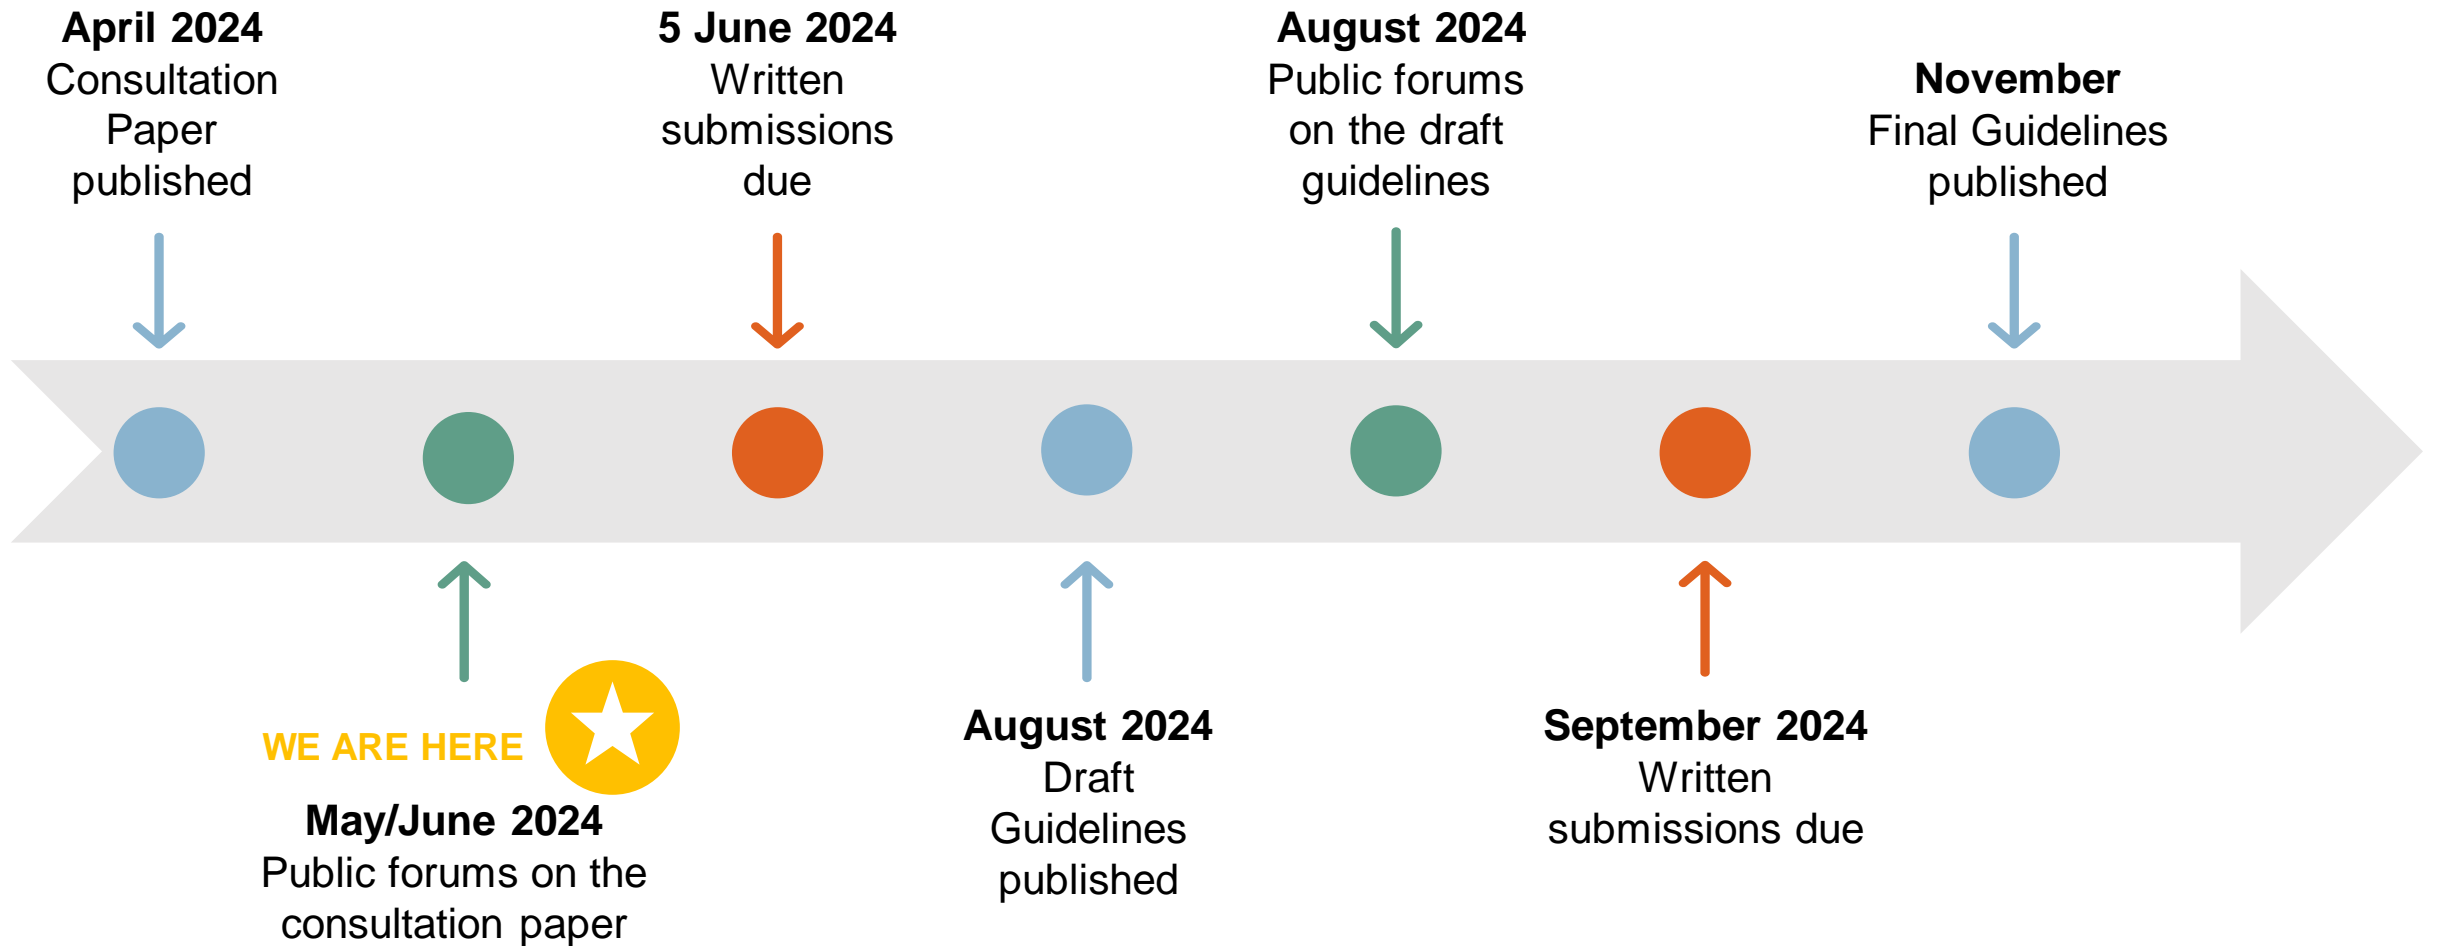 April 2024
Consultation
Paper
published
5 June 2024
Written
submissions
due
August 2024
Public forums
on the draft
guidelines
November
Final Guidelines
published
WE ARE HERE
May/June 2024
Public forums on the
consultation paper
August 2024
Draft
Guidelines
published
September 2024
Written
submissions due